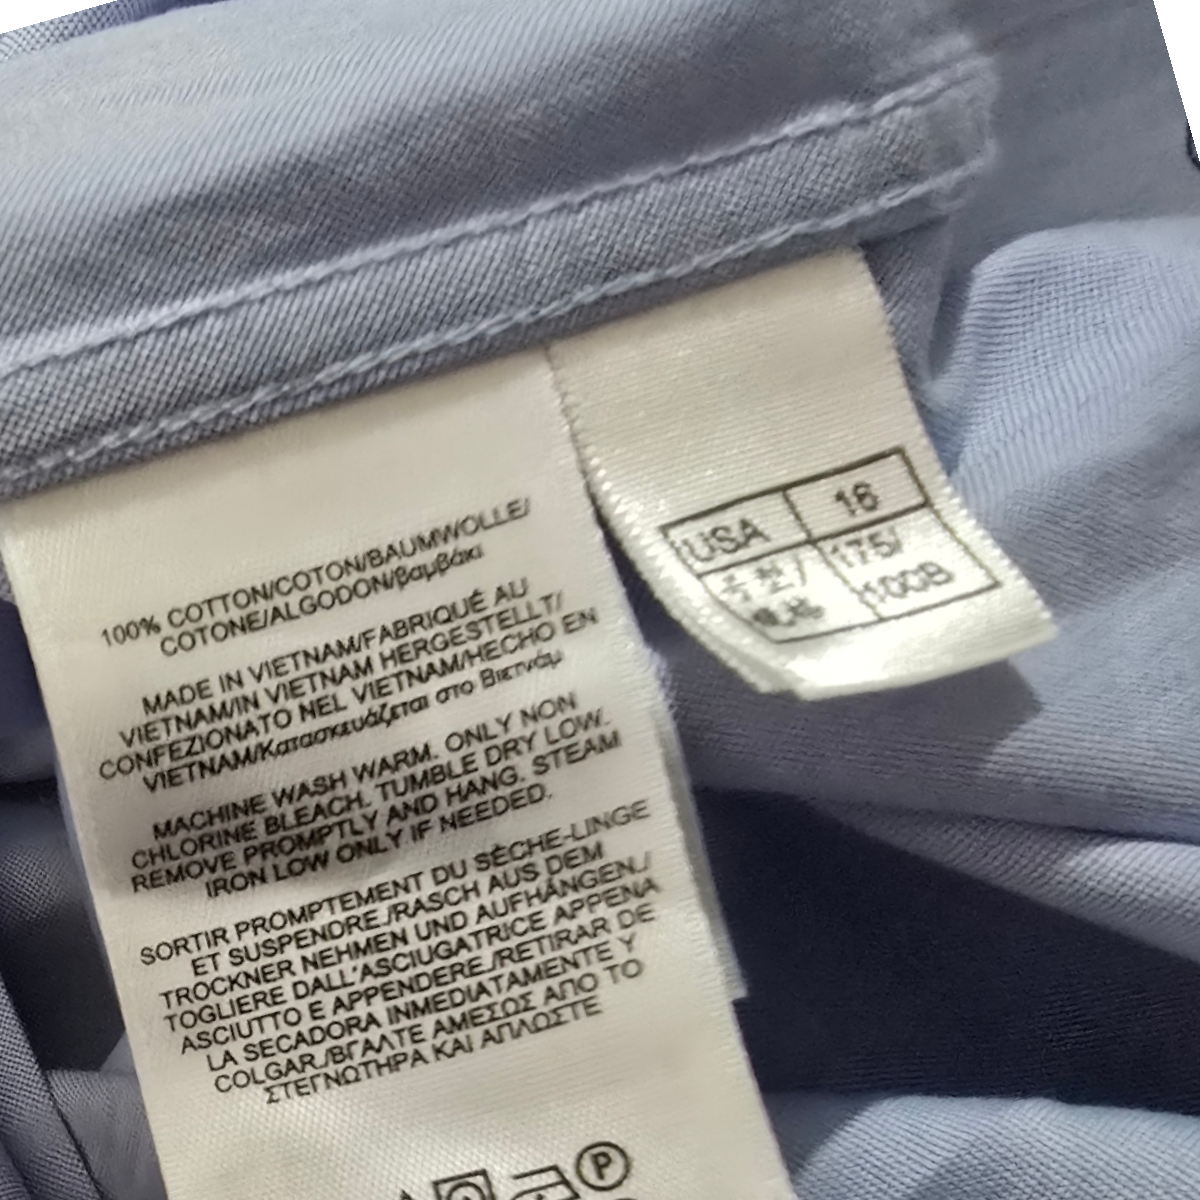 100% COTTON/COTON/BAUMWOLLE/
COTONE/ALGODON/βαμβάκι
MADE IN VIETNAM/FABRIQUÉ AU
VIETNAM/IN VIETNAM HERGESTELLT/
CONFEZIONATO NEL VIETNAM/HECHO EN
VIETNAM/Κατασκευάζεται στο Βιετνάμ
MACHINE WASH WARM. ONLY NON
CHLORINE BLEACH. TUMBLE DRY LOW.
REMOVE PROMPTLY AND HANG. STEAM
IRON LOW ONLY IF NEEDED.
SORTIR PROMPTEMENT DU SÈCHE-LINGE
ET SUSPENDRE./RASCH AUS DEM
TROCKNER NEHMEN UND AUFHÄNGEN./
TOGLIERE DALL'ASCIUGATRICE APPENA
ASCIUTTO E APPENDERE./RETIRAR DE
LA SECADORA INMEDIATAMENTE Y
COLGAR./ΒΓΑΛΤΕ ΑΜΕΣΩΣ ΑΠΟ ΤΟ
ΣΤΕΓΝΩΤΗΡΑ ΚΑΙ ΑΠΛΩΣΤΕ
P
USA 16
175/
100B